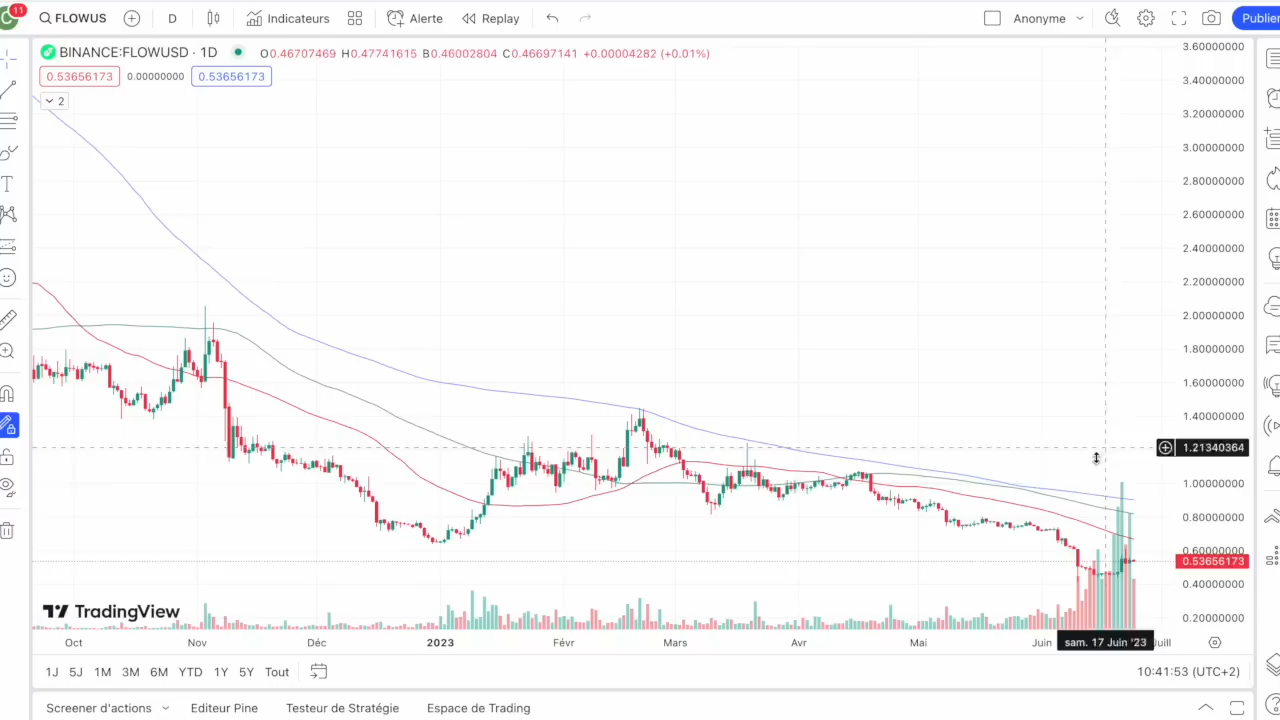 11
FLOWUS
D
Indicateurs
Alerte
Replay
Anonyme
Publier
BINANCE:FLOWUSD · 1D
O0.46707469 H0.47741615 B0.46002804 C0.46697141 +0.00004282 (+0.01%)
0.53656173 0.00000000 0.53656173
2
3.60000000
3.40000000
3.20000000
3.00000000
2.80000000
2.60000000
2.40000000
2.20000000
2.00000000
1.80000000
1.60000000
1.40000000
1.21340364
1.00000000
0.80000000
0.60000000
0.53656173
0.40000000
0.20000000
TradingView
Oct Nov Déc 2023 Févr Mars Avr Mai Juin sam. 17 Juin '23 Juill
1J 5J 1M 3M 6M YTD 1Y 5Y Tout
10:41:53 (UTC+2)
Screener d'actions Editeur Pine Testeur de Stratégie Espace de Trading